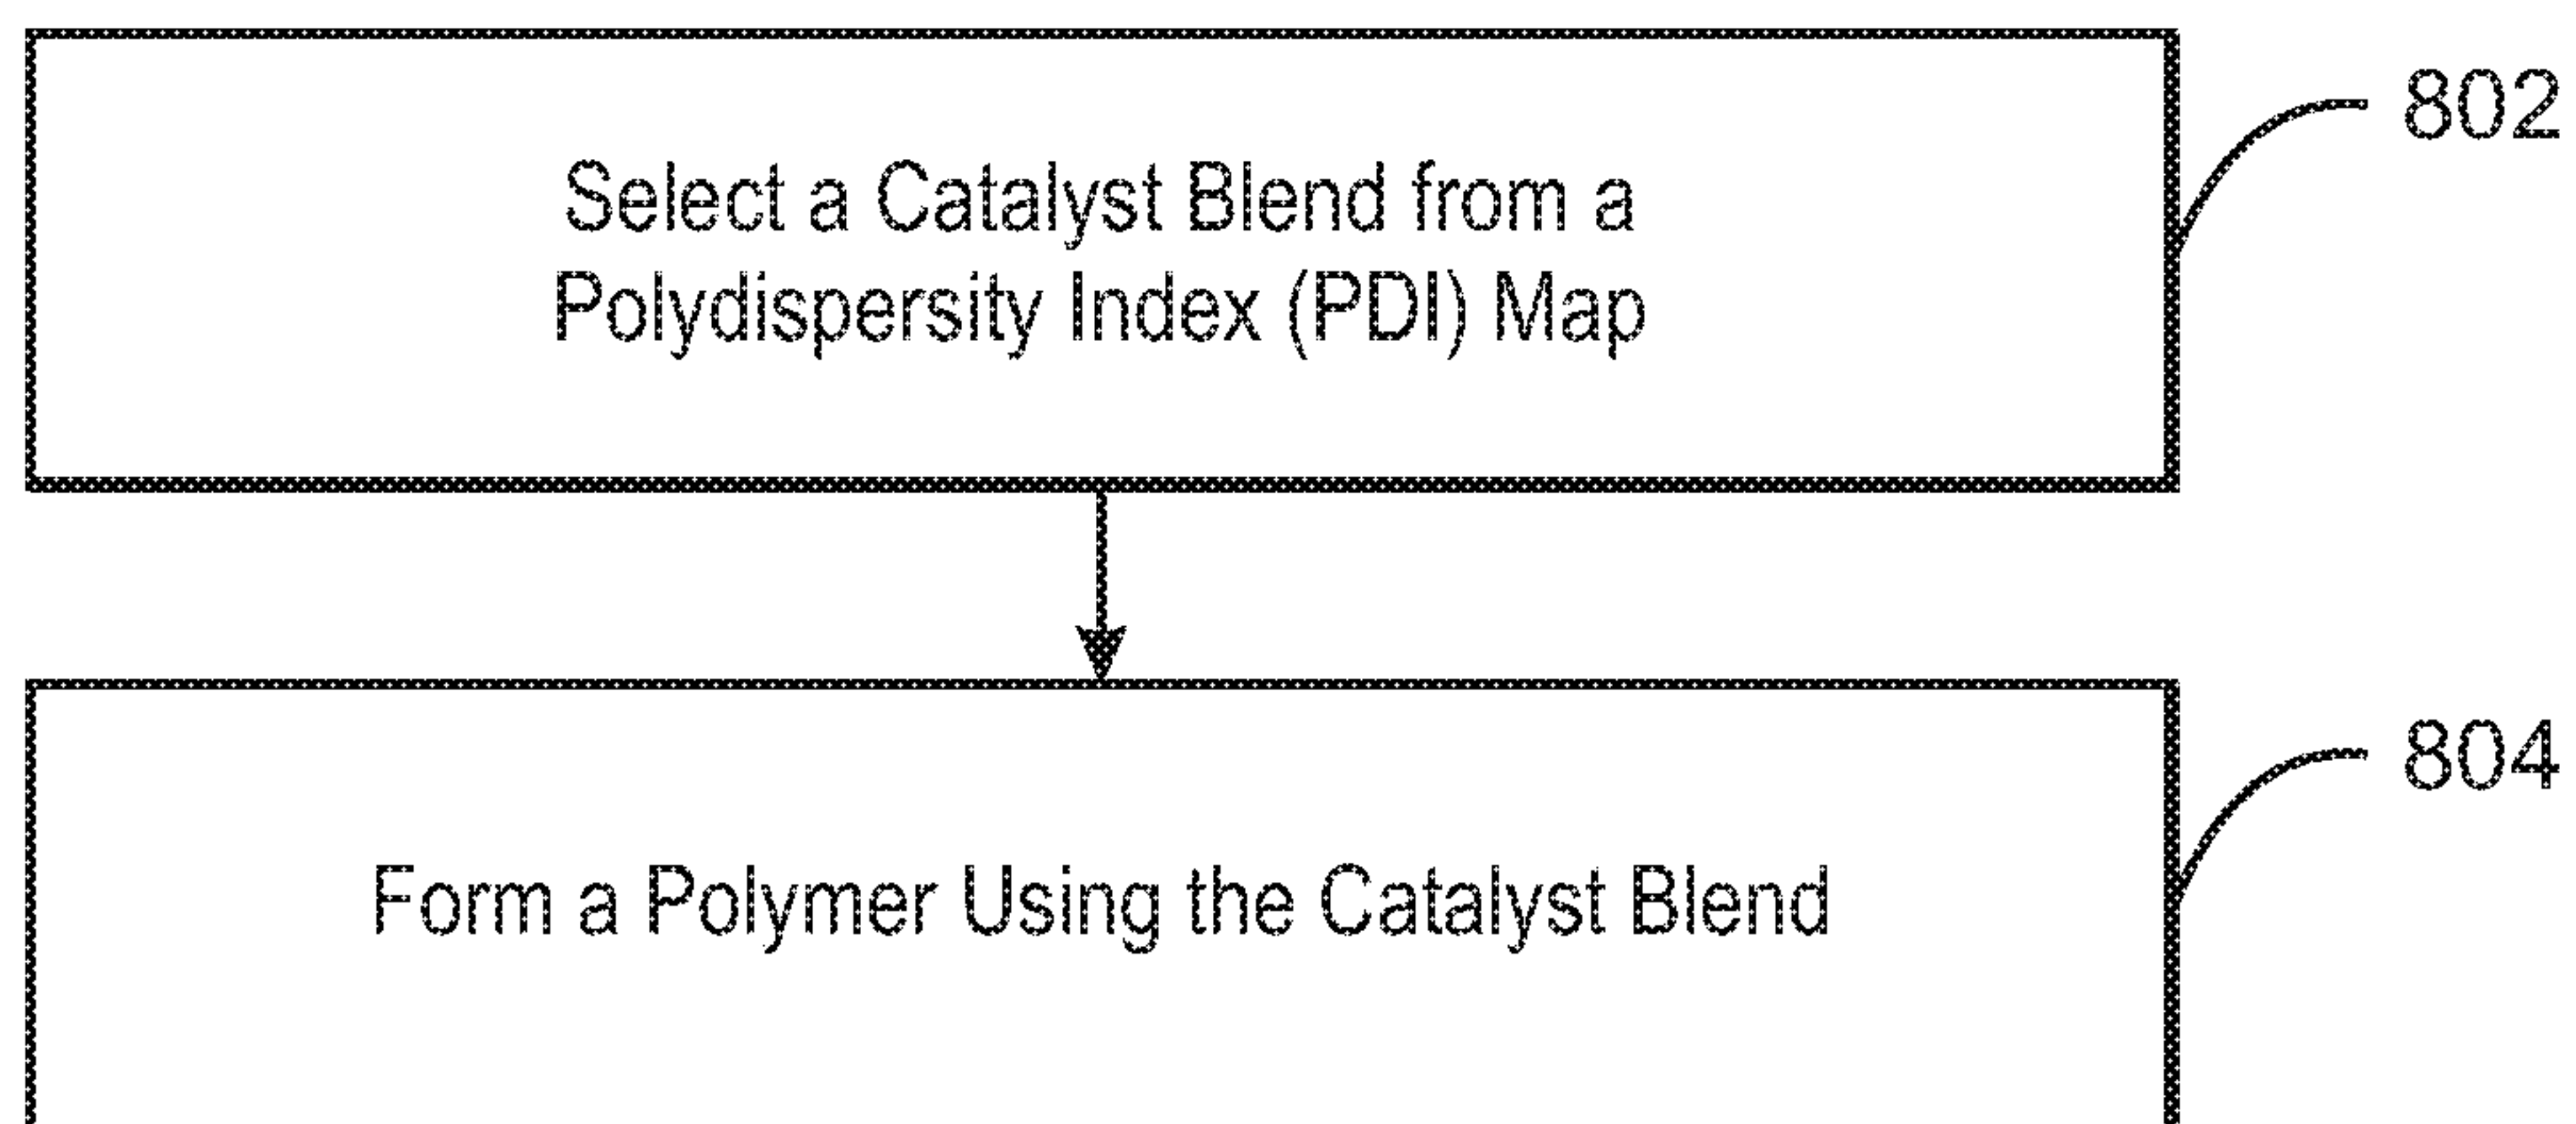 802
Select a Catalyst Blend from a
Polydispersity Index (PDI) Map
804
Form a Polymer Using the Catalyst Blend